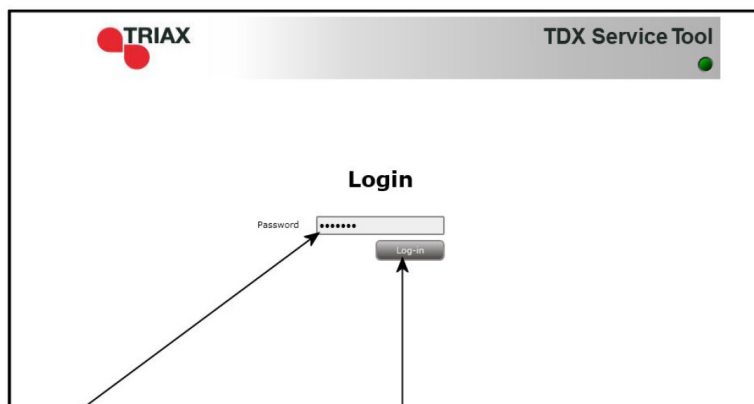 TRIAX
TDX Service Tool
Login
Password •••••••
Log-in